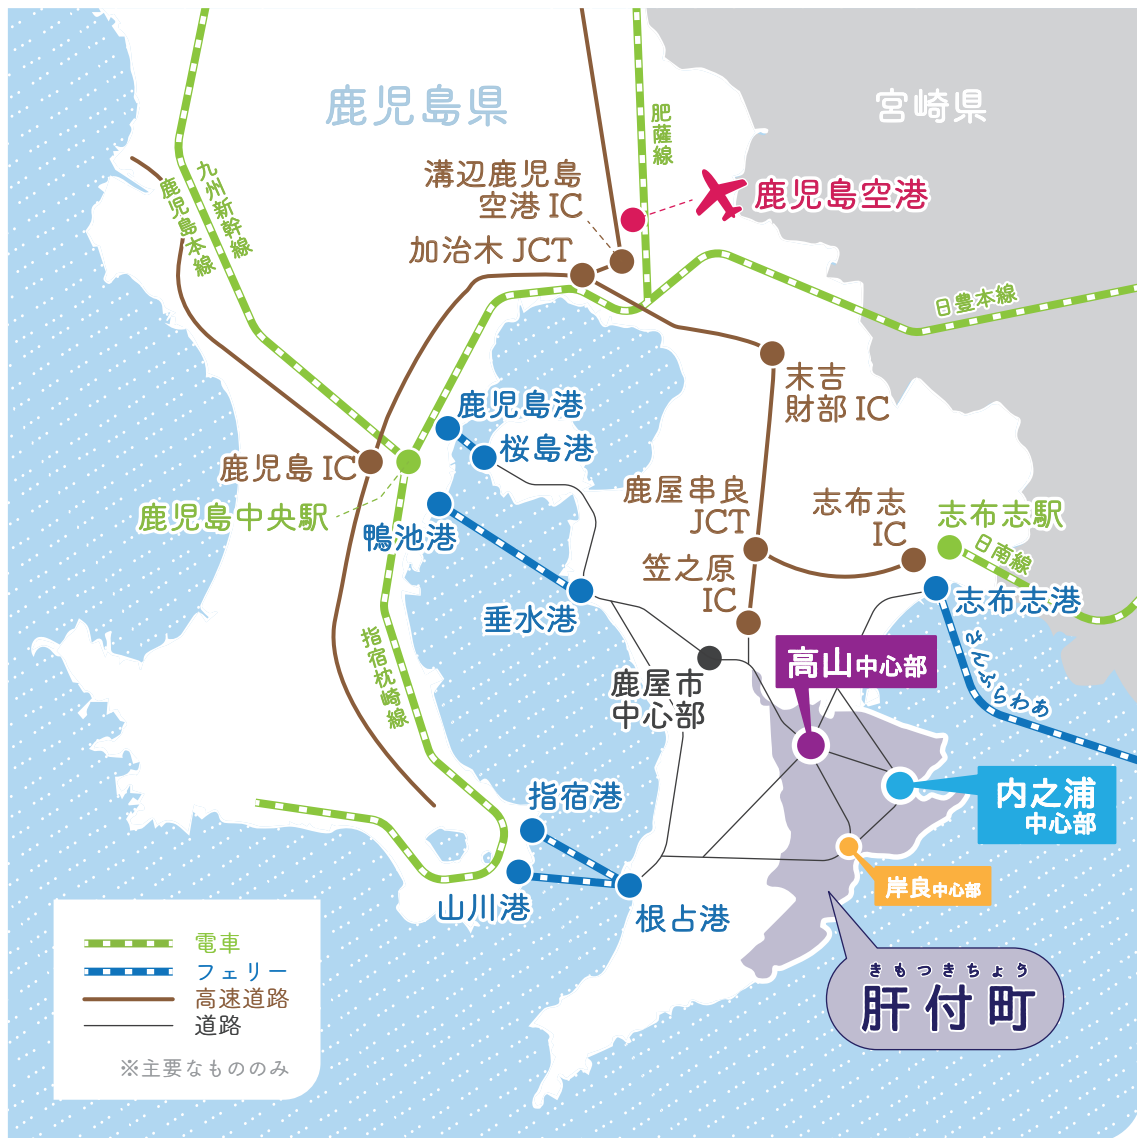 鹿児島県
宮崎県
肥薩線
九州新幹線
鹿児島本線
溝辺鹿児島
空港 IC
鹿児島空港
加治木 JCT
日豊本線
末吉
財部 IC
鹿児島港
桜島港
鹿児島 IC
鹿児島中央駅
鴨池港
鹿屋串良
JCT
志布志
IC
志布志駅
日南線
笠之原
IC
垂水港
志布志港
さんふらわあ
指宿枕崎線
鹿屋市
中心部
高山中心部
指宿港
内之浦
中心部
岸良中心部
山川港
根占港
きもつきちょう
肝付町
電車
フェリー
高速道路
道路
※主要なもののみ